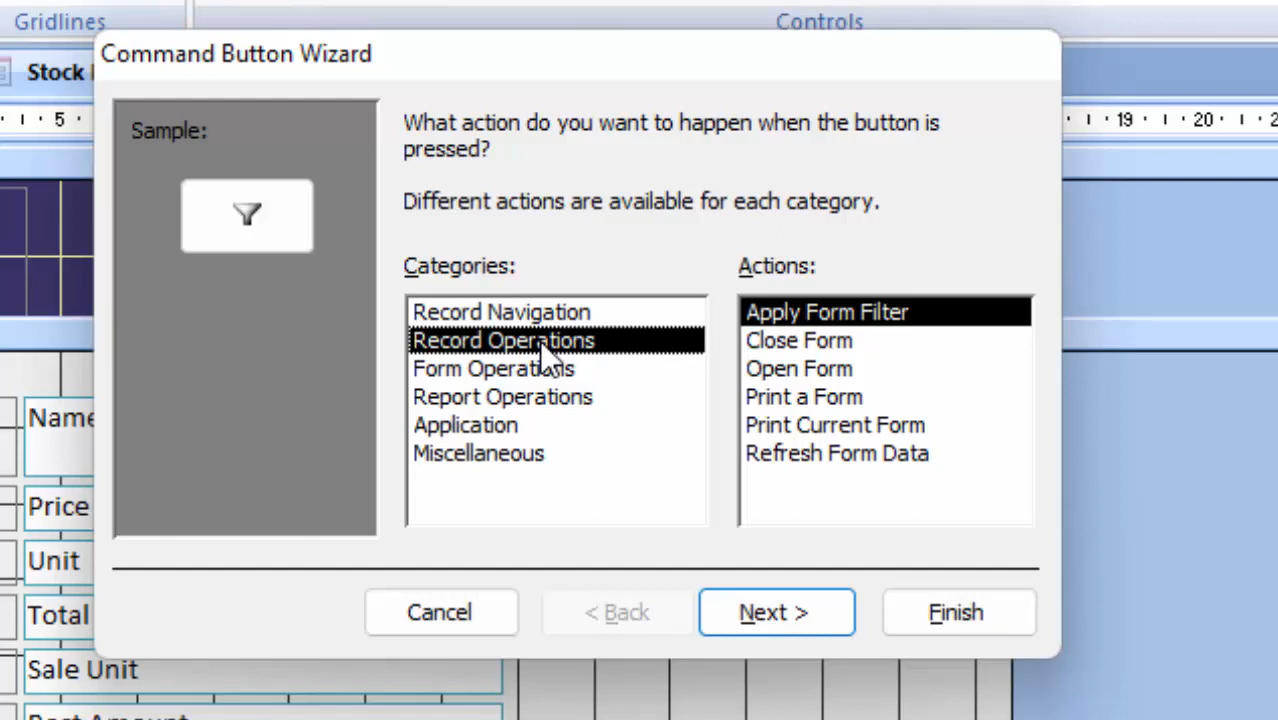 Gridlines
Controls
Command Button Wizard
Stock
5
19
20
Sample:
What action do you want to happen when the button is
pressed?
Different actions are available for each category.
Categories:
Actions:
Record Navigation
Record Operations
Form Operations
Report Operations
Application
Miscellaneous
Apply Form Filter
Close Form
Open Form
Print a Form
Print Current Form
Refresh Form Data
Name
Price
Unit
Total
Sale Unit
Cancel
< Back
Next >
Finish